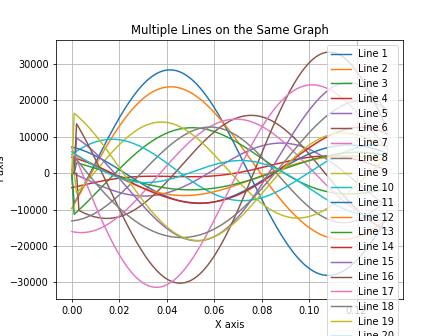 Multiple Lines on the Same Graph
30000
20000
10000
0
−10000
−20000
−30000
axis
0.00
0.02
0.04
0.06
0.08
0.10
X axis
Line 1
Line 2
Line 3
Line 4
Line 5
Line 6
Line 7
Line 8
Line 9
Line 10
Line 11
Line 12
Line 13
Line 14
Line 15
Line 16
Line 17
Line 18
Line 19
Line 20